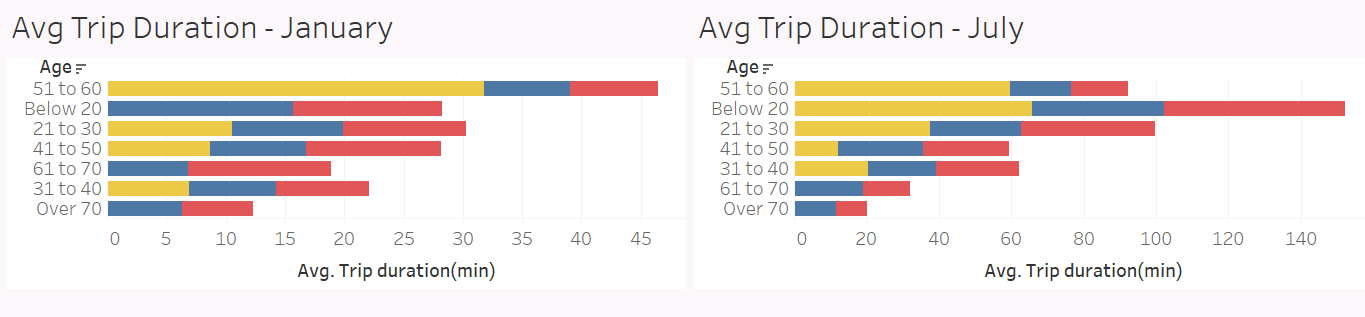 Avg Trip Duration - January
Age
51 to 60
Below 20
21 to 30
41 to 50
61 to 70
31 to 40
Over 70
0 5 10 15 20 25 30 35 40 45
Avg. Trip duration(min)
Avg Trip Duration - July
Age
51 to 60
Below 20
21 to 30
41 to 50
31 to 40
61 to 70
Over 70
0 20 40 60 80 100 120 140
Avg. Trip duration(min)